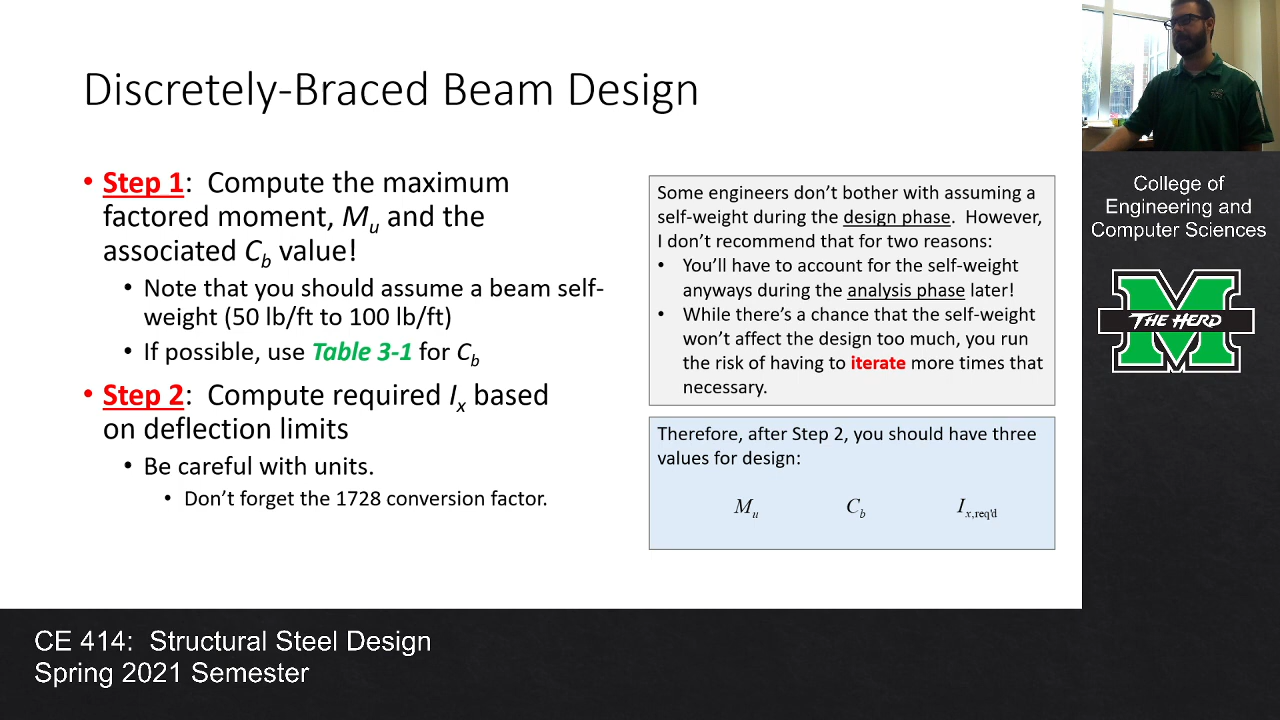 Discretely-Braced Beam Design
• Step 1: Compute the maximum
factored moment, Mu and the
associated Cb value!
• Note that you should assume a beam self-
weight (50 lb/ft to 100 lb/ft)
• If possible, use Table 3-1 for Cb
• Step 2: Compute required Ix based
on deflection limits
• Be careful with units.
• Don’t forget the 1728 conversion factor.
Some engineers don’t bother with assuming a
self-weight during the design phase. However,
I don’t recommend that for two reasons:
• You’ll have to account for the self-weight
anyways during the analysis phase later!
• While there’s a chance that the self-weight
won’t affect the design too much, you run
the risk of having to iterate more times that
necessary.
Therefore, after Step 2, you should have three
values for design:
Mu Cb Ix,req'd
College of
Engineering and
Computer Sciences
M
THE HERD
CE 414: Structural Steel Design
Spring 2021 Semester